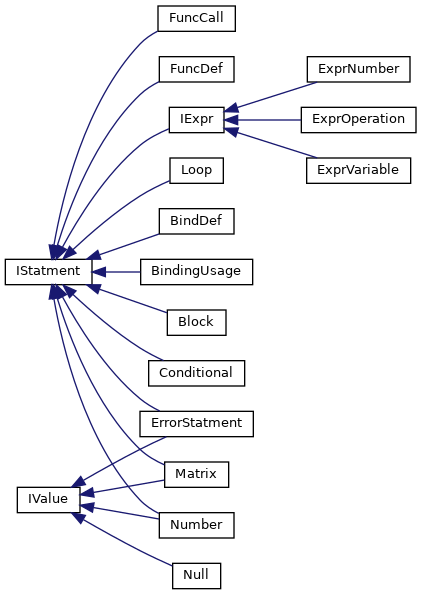 FuncCall
FuncDef
ExprNumber
IExpr
ExprOperation
Loop
ExprVariable
BindDef
IStatment
BindingUsage
Block
Conditional
ErrorStatment
Matrix
IValue
Number
Null